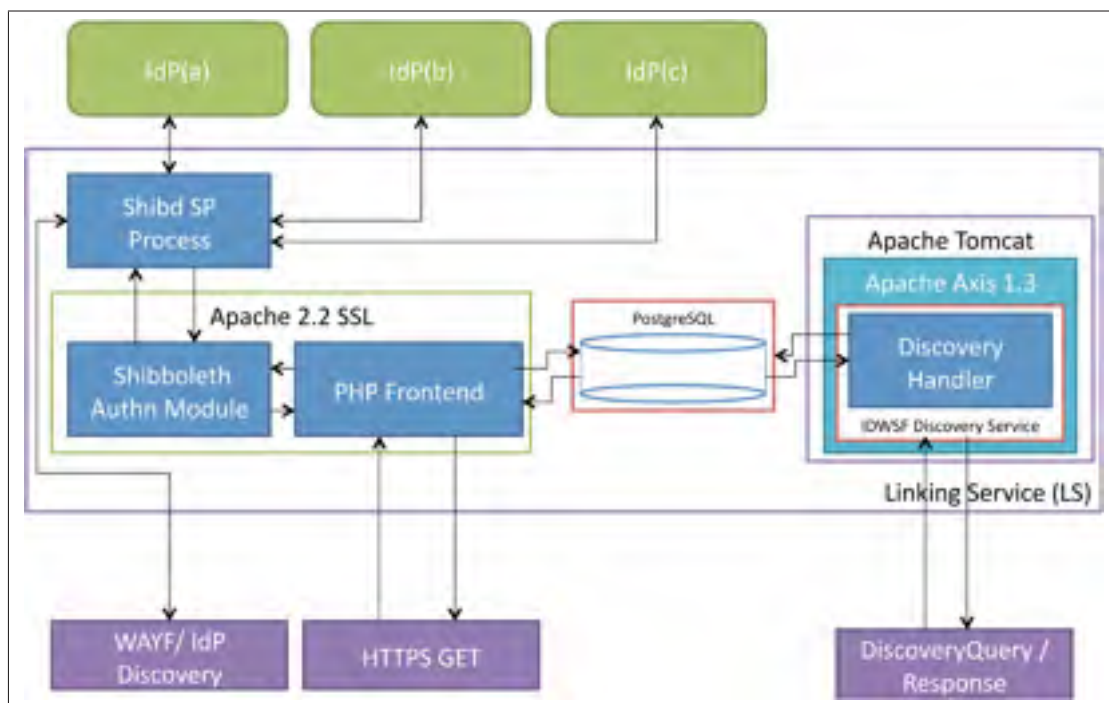 IdP(a)
IdP(b)
IdP(c)
Shibd SP
Process
Apache Tomcat
Apache Axis 1.3
Apache 2.2 SSL
PostgreSQL
Discovery
Handler
Shibboleth
Authn Module
PHP Frontend
IDWSF Discovery Service
Linking Service (LS)
WAYF/ IdP
Discovery
HTTPS GET
DiscoveryQuery /
Response